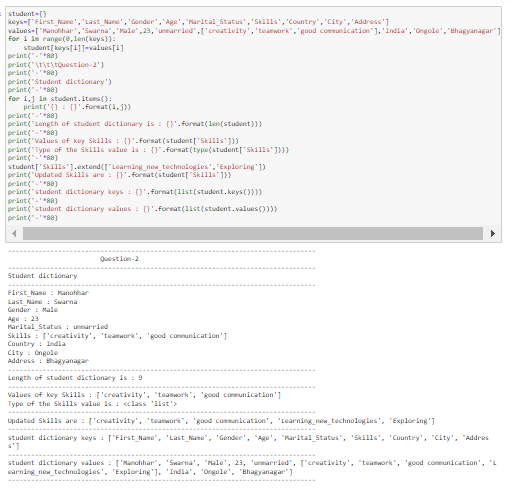 student={}
keys=['First_Name','Last_Name','Gender','Age','Marital_Status','Skills','Country','City','Address']
values=['Manohhar','Swarna','Male',23,'unmarried',['creativity','teamwork','good communication'],'India','Ongole','Bhagyanagar']
for i in range(0,len(keys)):
    student[keys[i]]=values[i]
print('-'*80)
print('\t\t\tQuestion-2')
print('-'*80)
print('Student dictionary')
print('-'*80)
for i,j in student.items():
    print('{} : {}'.format(i,j))
print('-'*80)
print('Length of student dictionary is : {}'.format(len(student)))
print('-'*80)
print('Values of key Skills : {}'.format(student['Skills']))
print('Type of the Skills value is : {}'.format(type(student['Skills'])))
print('-'*80)
student['Skills'].extend(['Learning_new_technologies','Exploring'])
print('Updated Skills are : {}'.format(student['Skills']))
print('-'*80)
print('student dictionary keys : {}'.format(list(student.keys())))
print('-'*80)
print('student dictionary values : {}'.format(list(student.values())))
print('-'*80)
--------------------------------------------------------------------------------
Question-2
--------------------------------------------------------------------------------
Student dictionary
--------------------------------------------------------------------------------
First_Name : Manohhar
Last_Name : Swarna
Gender : Male
Age : 23
Marital_Status : unmarried
Skills : ['creativity', 'teamwork', 'good communication']
Country : India
City : Ongole
Address : Bhagyanagar
--------------------------------------------------------------------------------
Length of student dictionary is : 9
--------------------------------------------------------------------------------
Values of key Skills : ['creativity', 'teamwork', 'good communication']
Type of the Skills value is : <class 'list'>
--------------------------------------------------------------------------------
Updated Skills are : ['creativity', 'teamwork', 'good communication', 'Learning_new_technologies', 'Exploring']
--------------------------------------------------------------------------------
student dictionary keys : ['First_Name', 'Last_Name', 'Gender', 'Age', 'Marital_Status', 'Skills', 'Country', 'City', 'Addres
s']
--------------------------------------------------------------------------------
student dictionary values : ['Manohhar', 'Swarna', 'Male', 23, 'unmarried', ['creativity', 'teamwork', 'good communication', 'L
earning_new_technologies', 'Exploring'], 'India', 'Ongole', 'Bhagyanagar']
--------------------------------------------------------------------------------